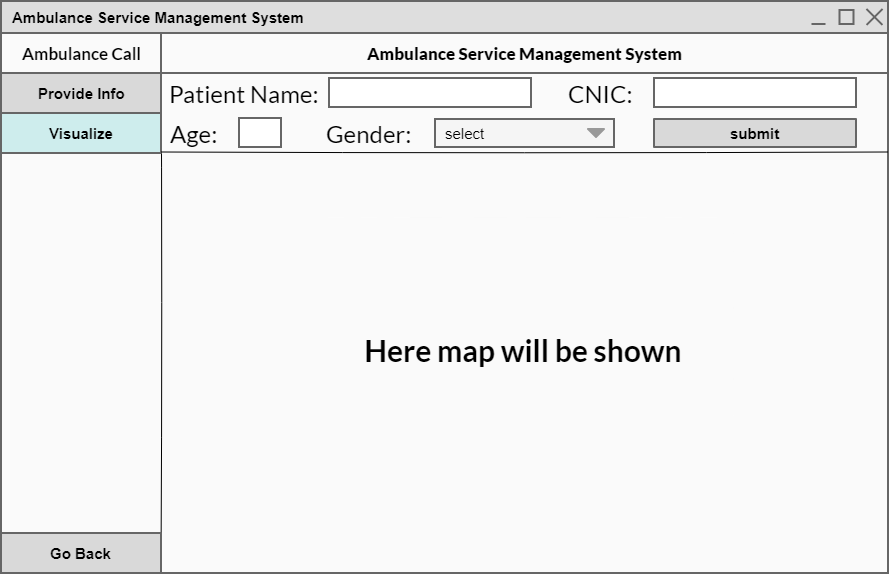 Ambulance Service Management System
Ambulance Call
Ambulance Service Management System
Provide Info
Patient Name:
CNIC:
Visualize
Age:
Gender:
select
submit
Here map will be shown
Go Back